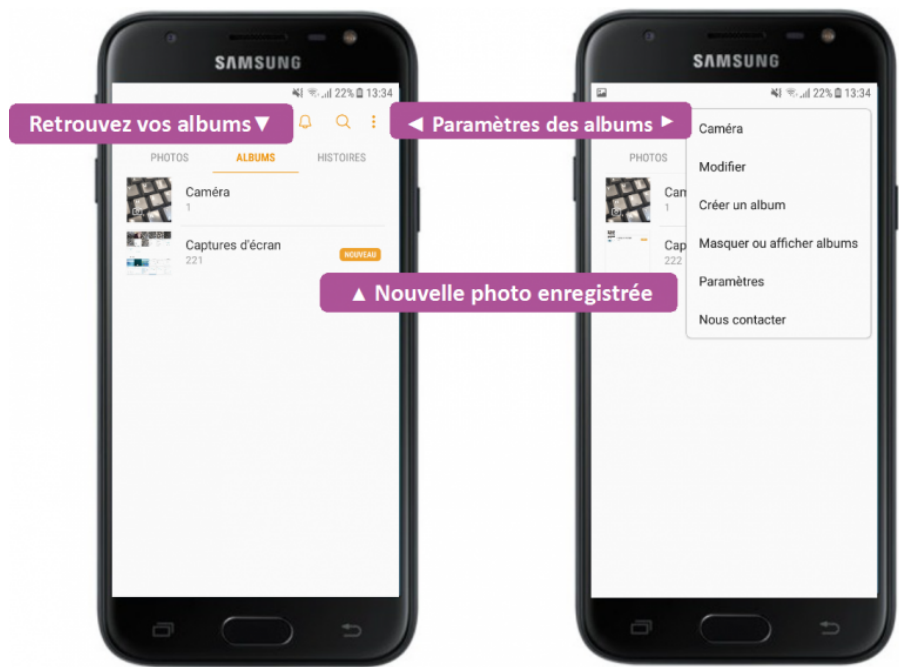 SAMSUNG
22% 13:34
Retrouvez vos albums▼
PHOTOS ALBUMS HISTOIRES
Caméra
1
Captures d'écran
221
NOUVEAU
▲ Nouvelle photo enregistrée
◄ Paramètres des albums ►
SAMSUNG
22% 13:34
PHOTOS
Cam
1
Cap
222
Caméra
Modifier
Créer un album
Masquer ou afficher albums
Paramètres
Nous contacter